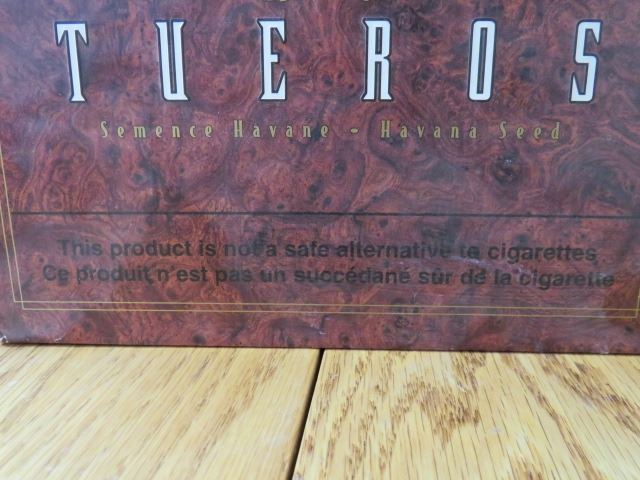 TUEROS
Semence Havane - Havana Seed
This product is not a safe alternative to cigarettes
Ce produit n'est pas un succédané sûr de la cigarette